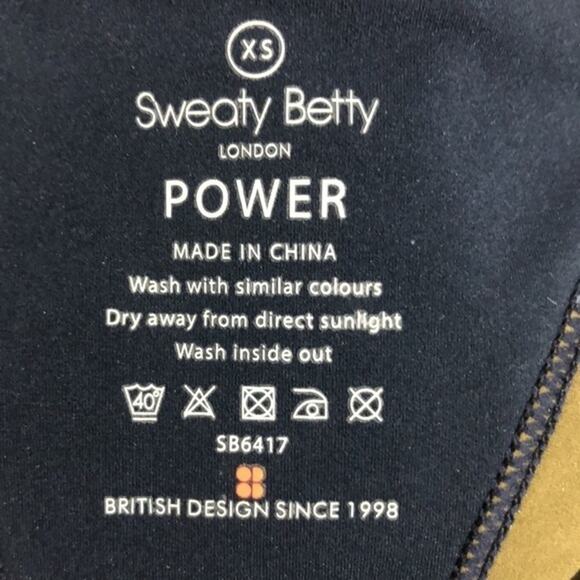 XS
Sweaty Betty
LONDON
POWER
MADE IN CHINA
Wash with similar colours
Dry away from direct sunlight
Wash inside out
40°
SB6417
BRITISH DESIGN SINCE 1998